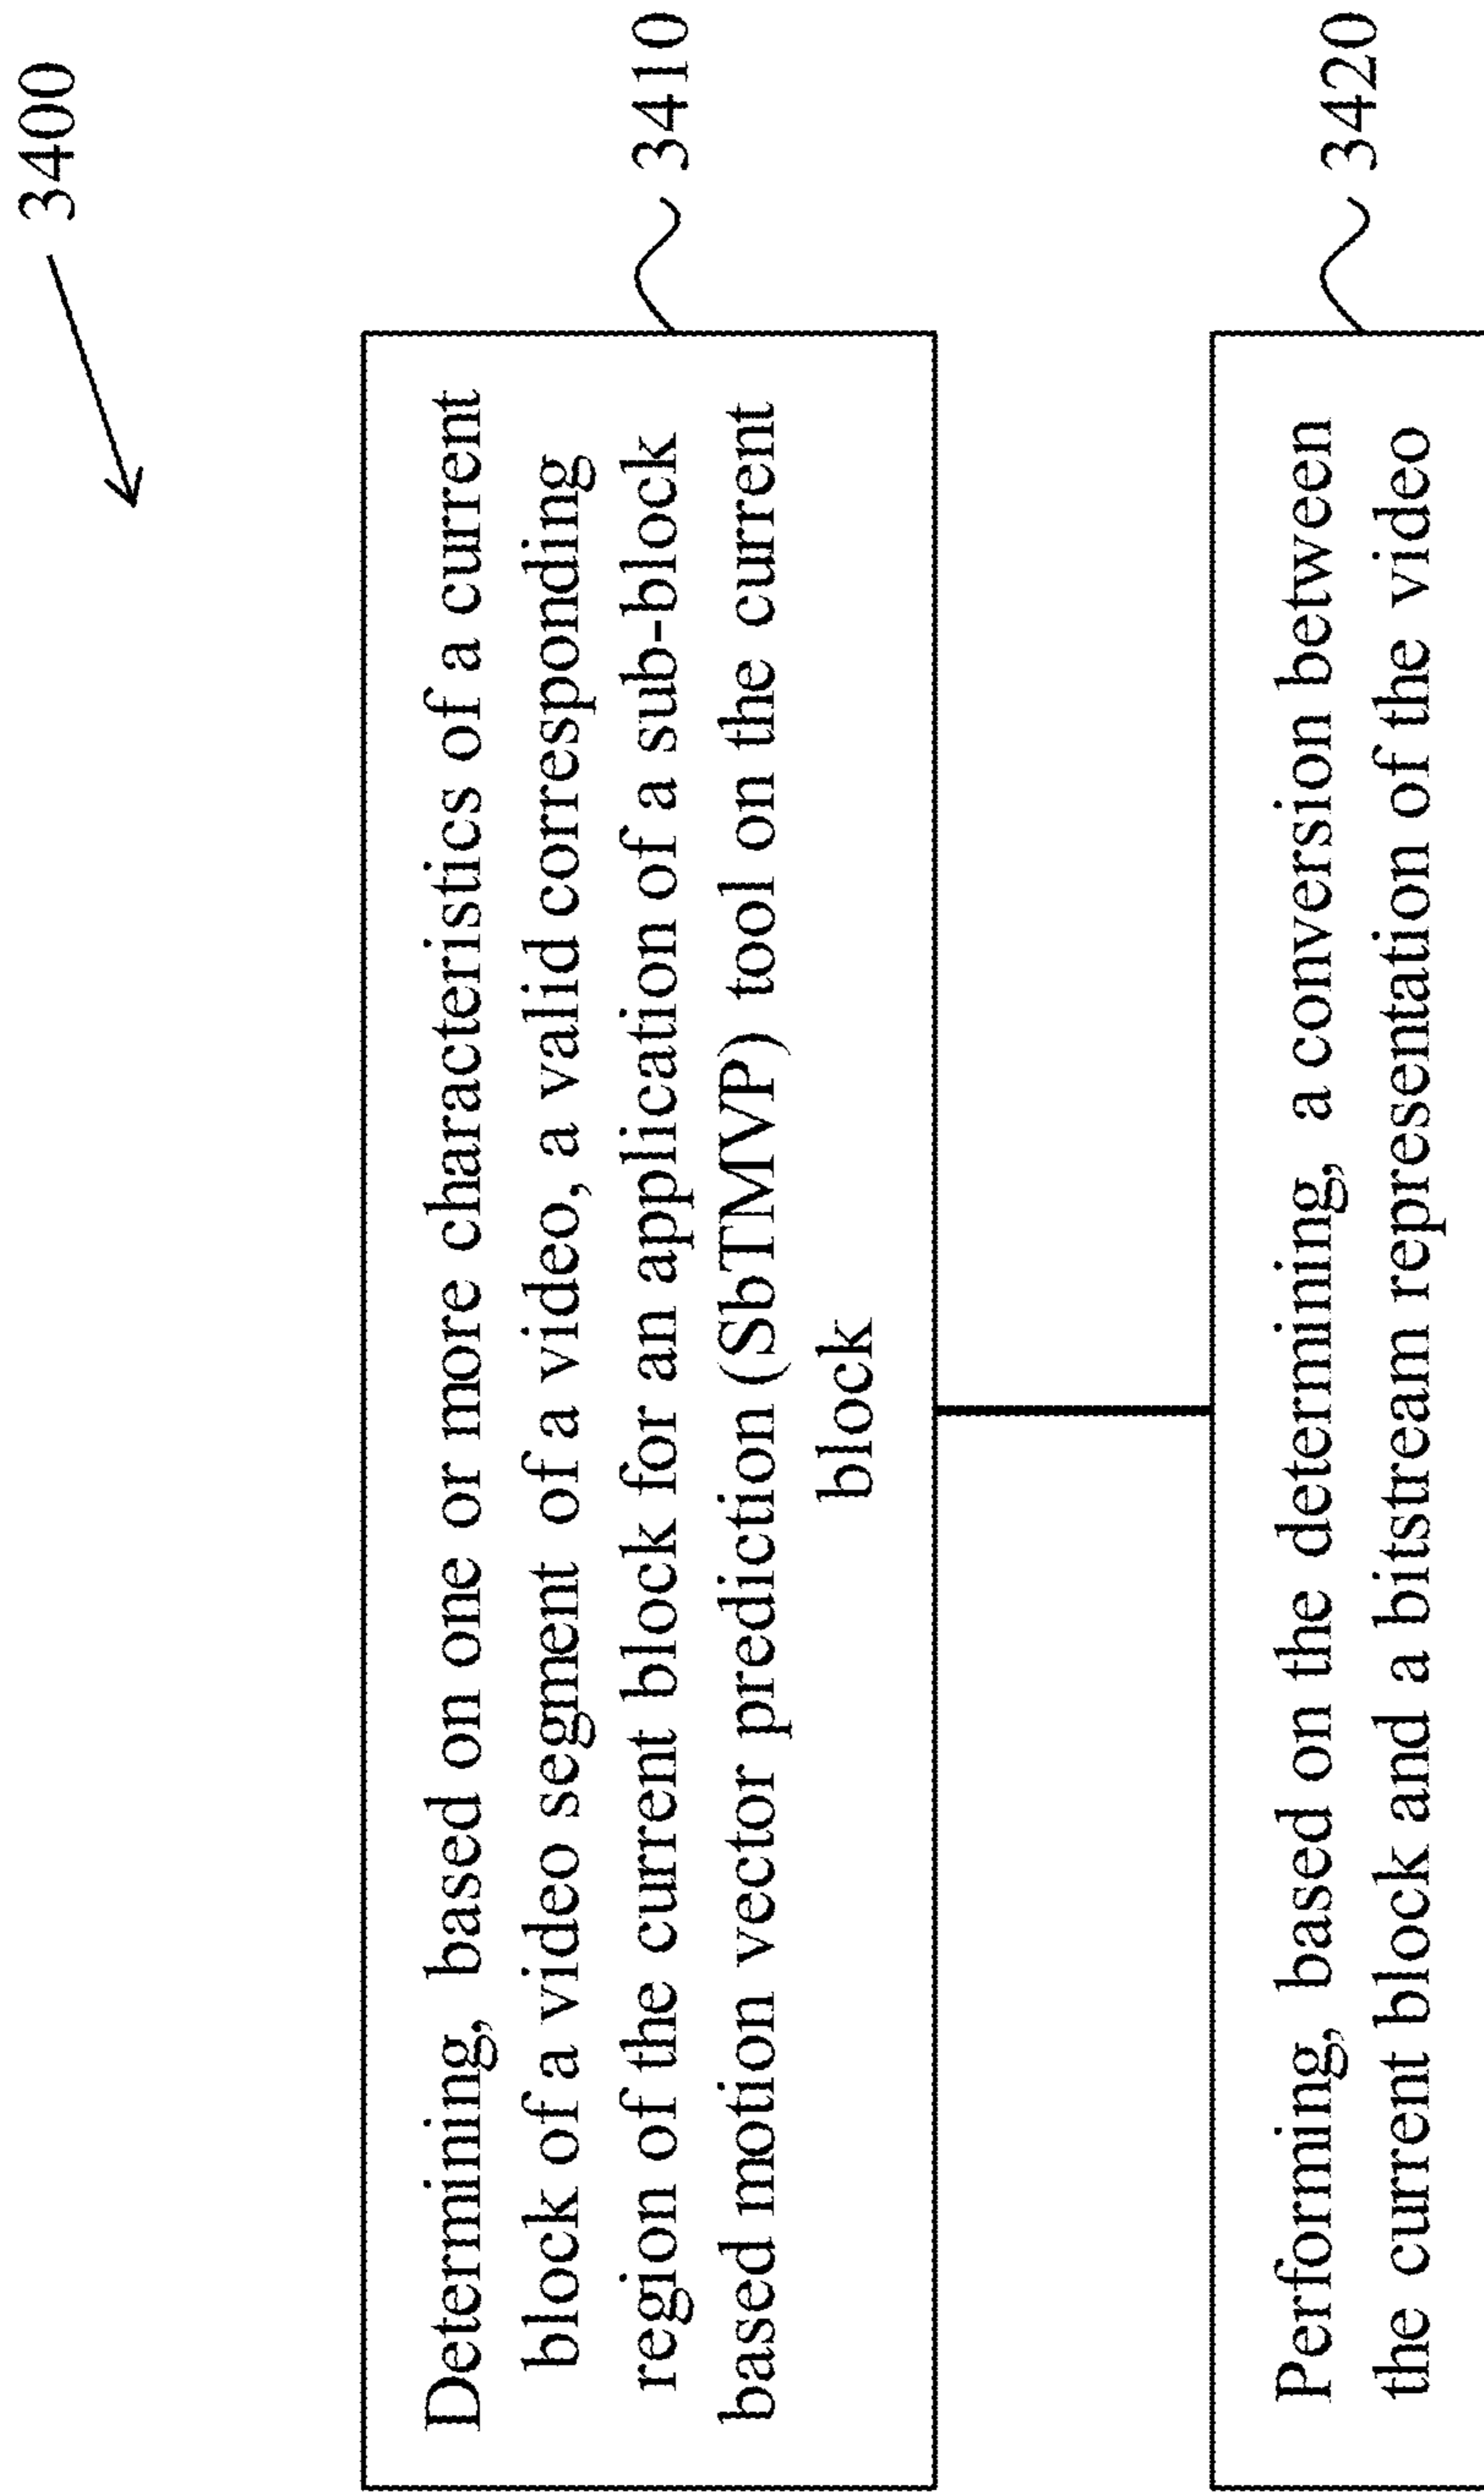 3400
Determining, based on one or more characteristics of a current
block of a video segment of a video, a valid corresponding
region of the current block for an application of a sub-block
based motion vector prediction (SbTMVP) tool on the current
block
3410
Performing, based on the determining, a conversion between
the current block and a bitstream representation of the video
3420